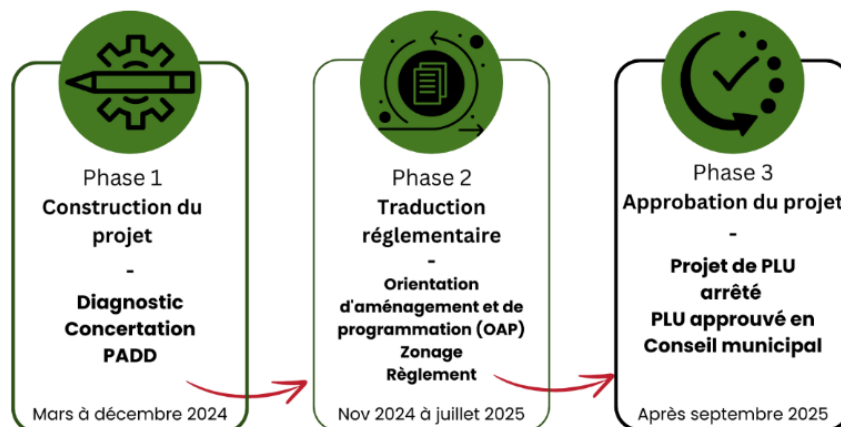 Phase 1
Construction du
projet
-
Diagnostic
Concertation
PADD
Mars à décembre 2024
Phase 2
Traduction
réglementaire
-
Orientation
d'aménagement et de
programmation (OAP)
Zonage
Règlement
Nov 2024 à juillet 2025
Phase 3
Approbation du projet
-
Projet de PLU
arrêté
PLU approuvé en
Conseil municipal
Après septembre 2025